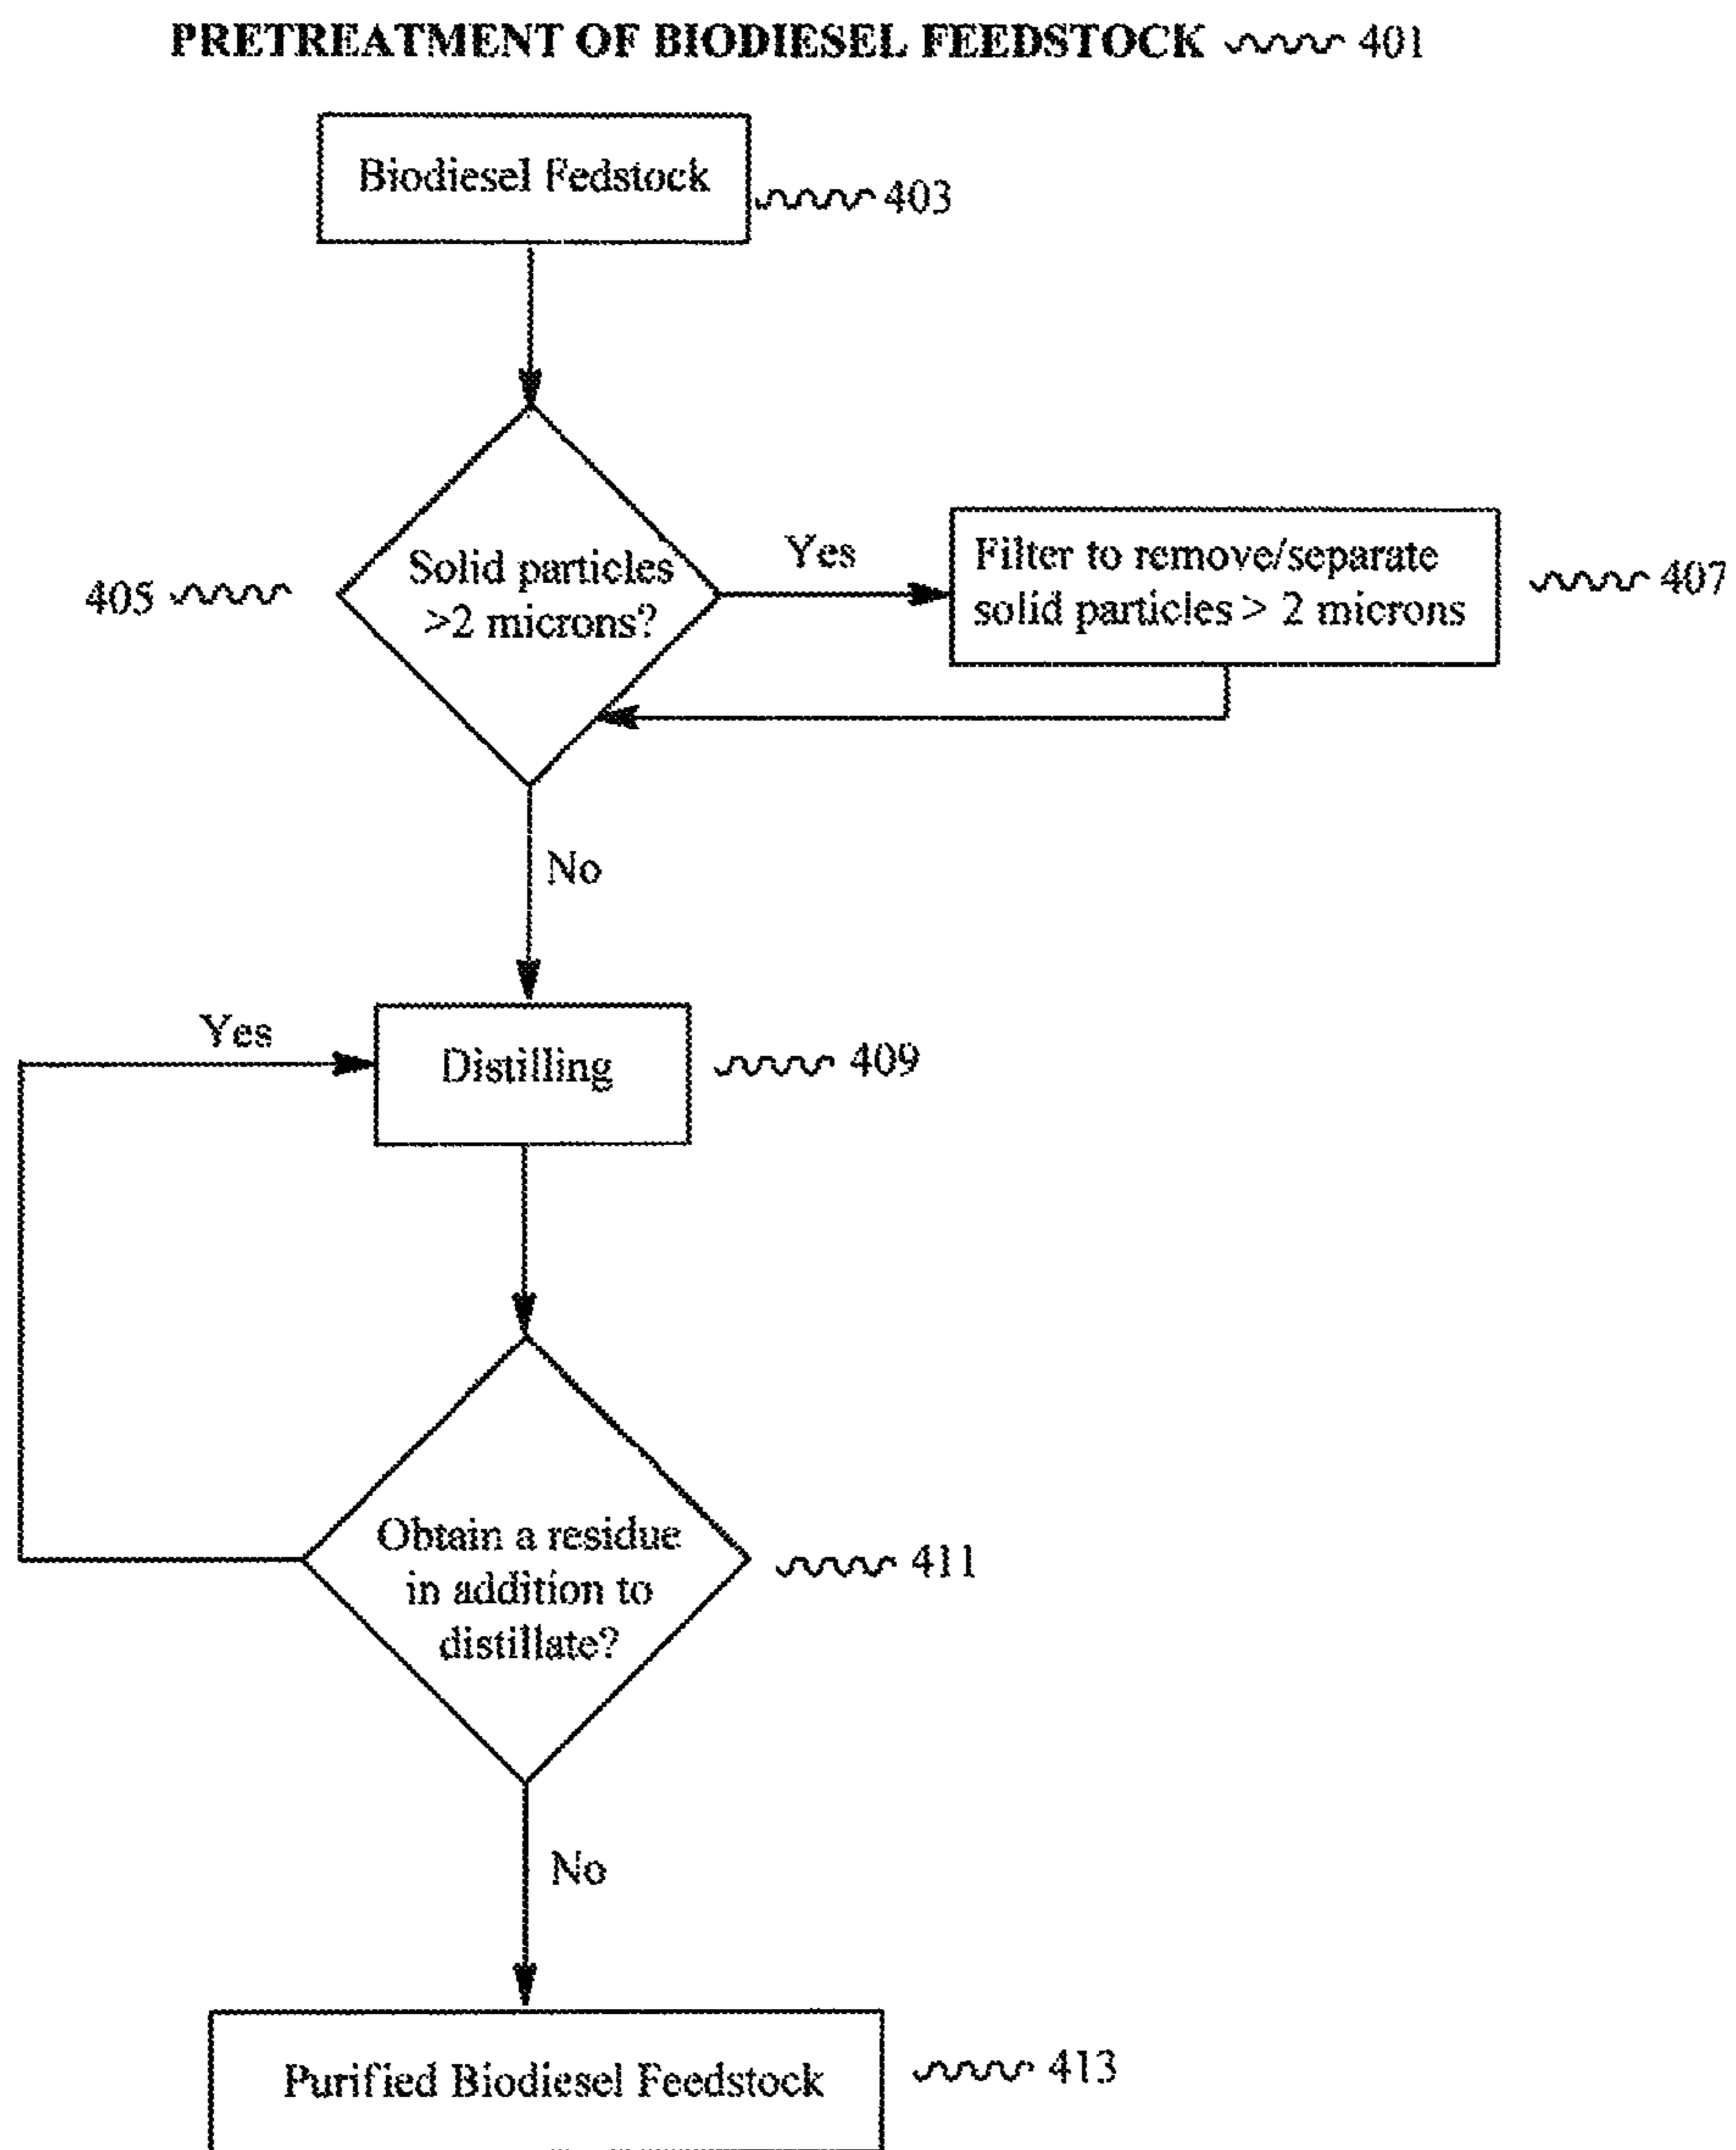 PRETREATMENT OF BIODIESEL FEEDSTOCK 401
Biodiesel Fedstock
403
Solid particles
>2 microns?
405
Yes
Filter to remove/separate
solid particles > 2 microns
407
No
Yes
Distilling
409
Obtain a residue
in addition to
distillate?
411
No
Purified Biodiesel Feedstock
413